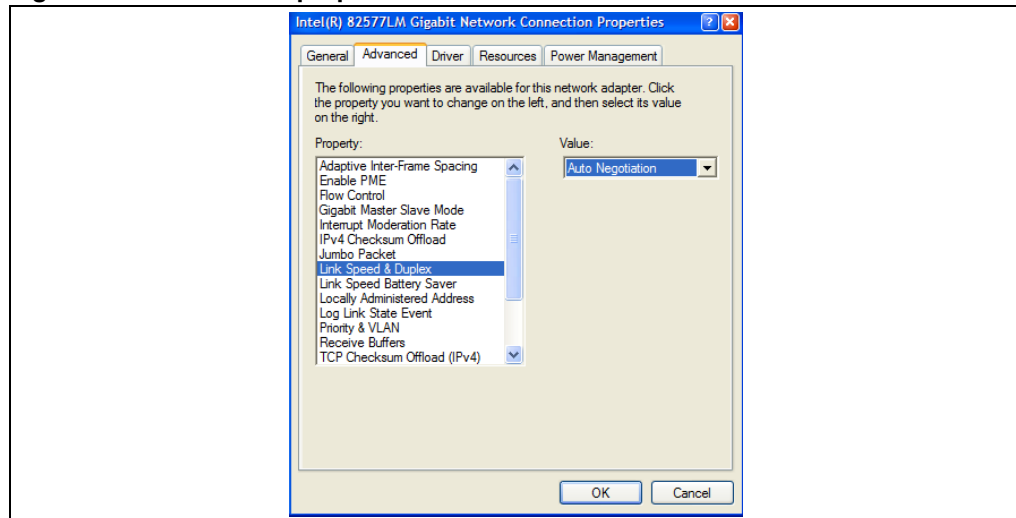 Intel(R) 82577LM Gigabit Network Connection Properties
General Advanced Driver Resources Power Management
The following properties are available for this network adapter. Click
the property you want to change on the left, and then select its value
on the right.
Property:
Value:
Adaptive Inter-Frame Spacing
Auto Negotiation
Enable PME
Flow Control
Gigabit Master Slave Mode
Interrupt Moderation Rate
IPv4 Checksum Offload
Jumbo Packet
Link Speed & Duplex
Link Speed Battery Saver
Locally Administered Address
Log Link State Event
Priority & VLAN
Receive Buffers
TCP Checksum Offload (IPv4)
OK Cancel